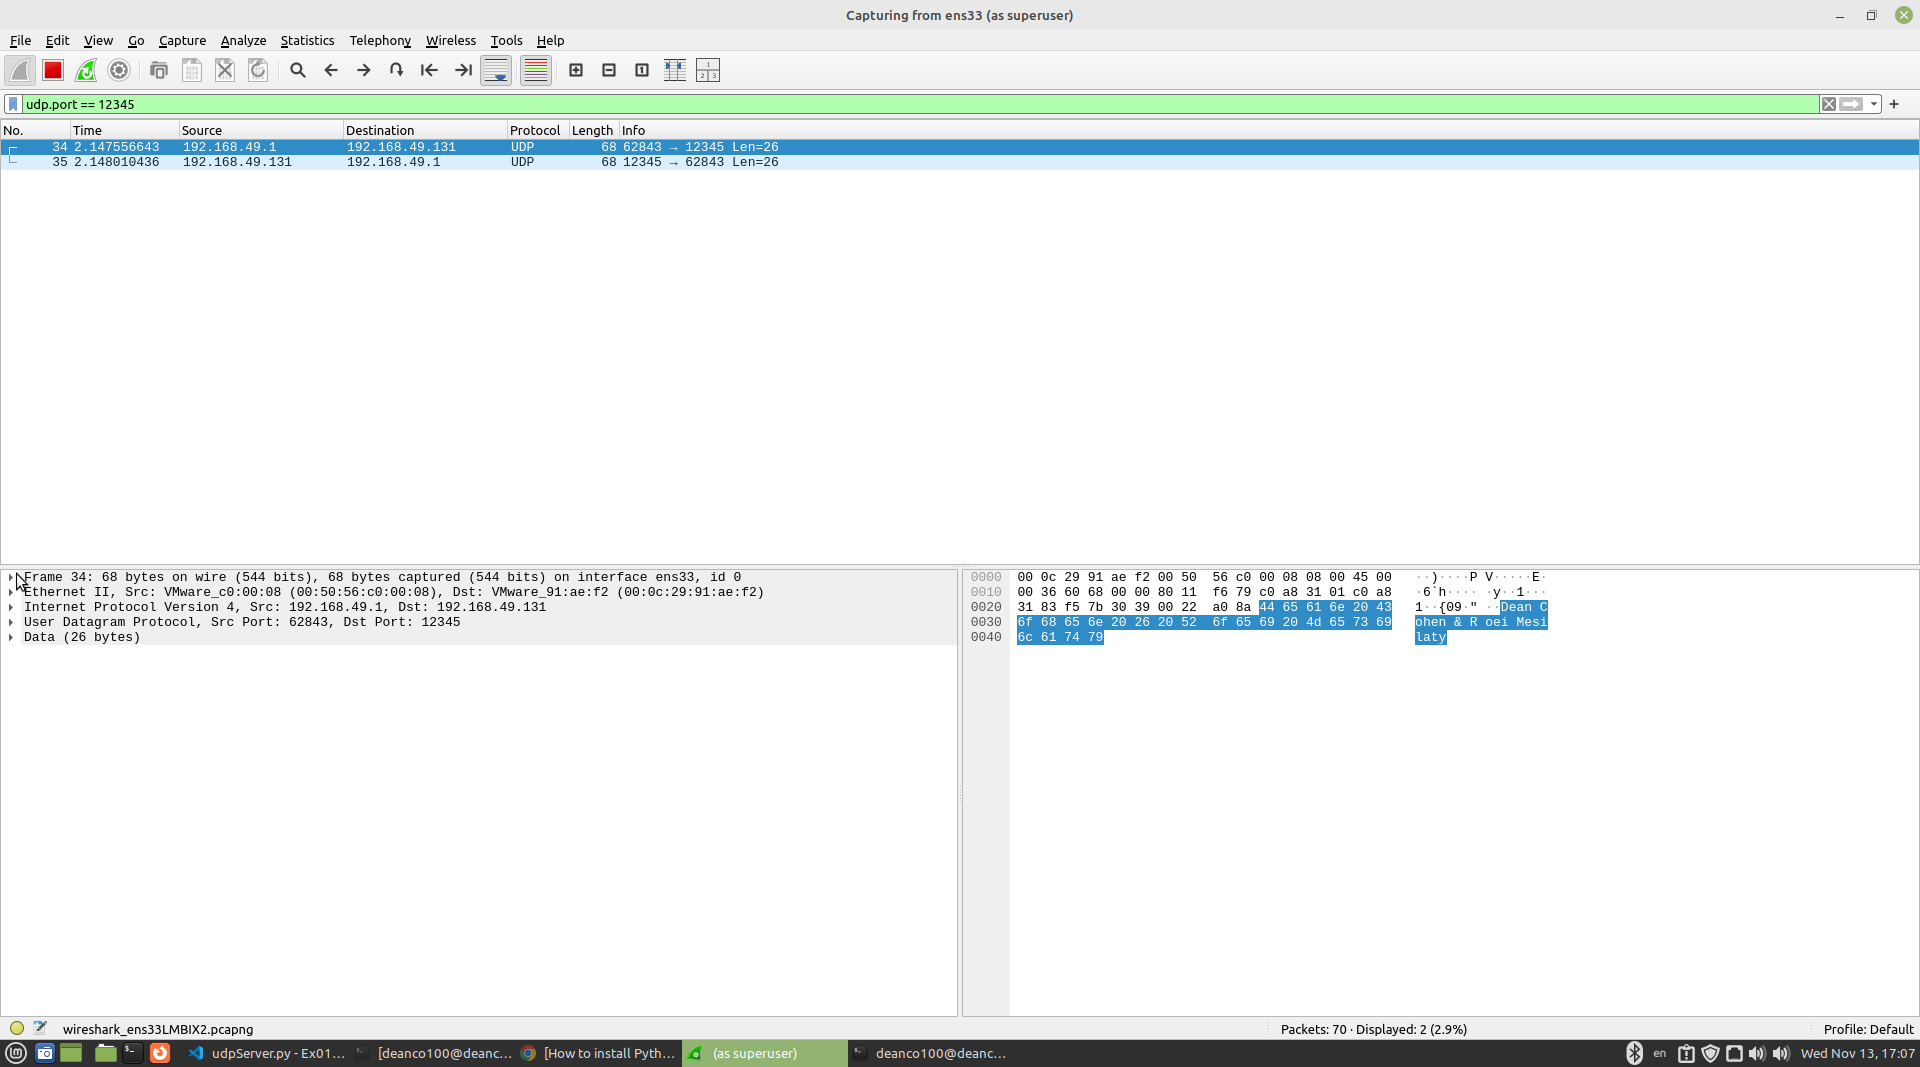 Capturing from ens33 (as superuser)
File Edit View Go Capture Analyze Statistics Telephony Wireless Tools Help
udp.port == 12345
No. Time Source Destination Protocol Length Info
34 2.147556643 192.168.49.1 192.168.49.131 UDP 68 62843 → 12345 Len=26
35 2.148010436 192.168.49.131 192.168.49.1 UDP 68 12345 → 62843 Len=26
Frame 34: 68 bytes on wire (544 bits), 68 bytes captured (544 bits) on interface ens33, id 0
Ethernet II, Src: VMware_c0:00:08 (00:50:56:c0:00:08), Dst: VMware_91:ae:f2 (00:0c:29:91:ae:f2)
Internet Protocol Version 4, Src: 192.168.49.1, Dst: 192.168.49.131
User Datagram Protocol, Src Port: 62843, Dst Port: 12345
Data (26 bytes)
0000 00 0c 29 91 ae f2 00 50 56 c0 00 08 08 00 45 00 ··)····P V·····E·
0010 00 36 60 68 00 00 80 11 f6 79 c0 a8 31 01 c0 a8 ·6`h···· ·y··1···
0020 31 83 f5 7b 30 39 00 22 a0 8a 44 65 61 6e 20 43 1··{09·" ··Dean C
0030 6f 68 65 6e 20 26 20 52 6f 65 69 20 4d 65 73 69 ohen & R oei Mesi
0040 6c 61 74 79 laty
wireshark_ens33LMBIX2.pcapng Packets: 70 · Displayed: 2 (2.9%) Profile: Default
udpServer.py - Ex01... [deanco100@deanc... [How to install Pyth... (as superuser) deanco100@deanc... en Wed Nov 13, 17:07